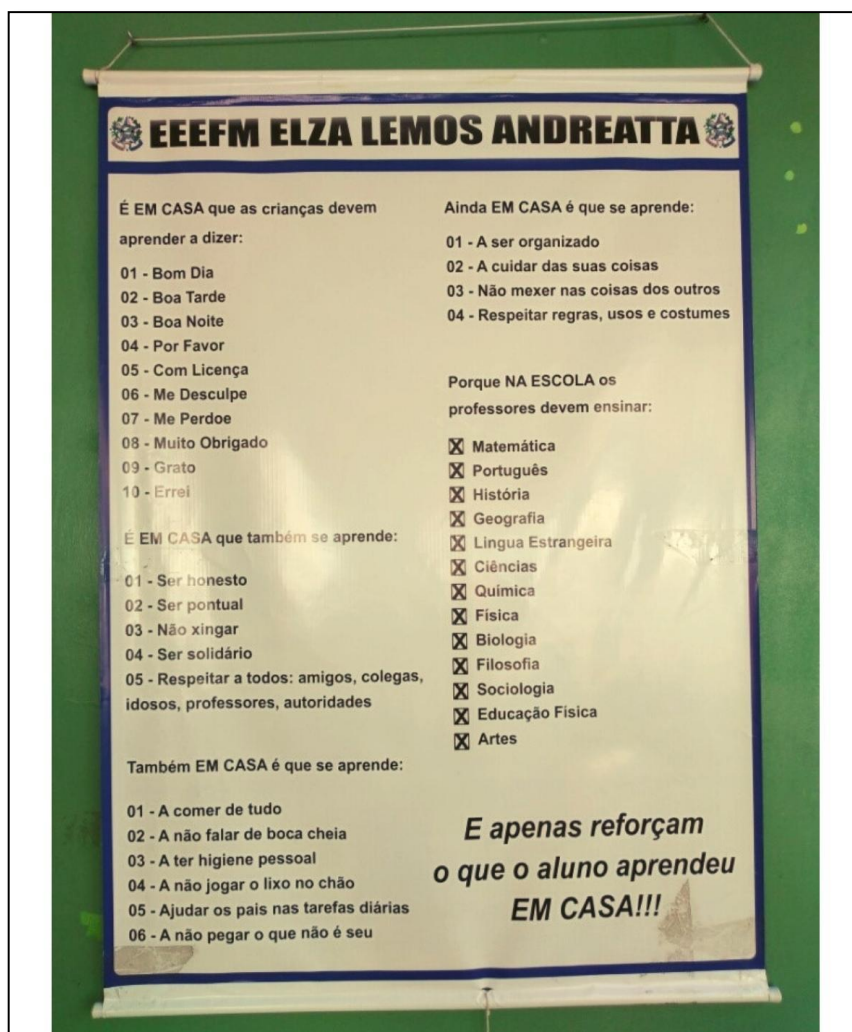 EEEFM ELZA LEMOS ANDREATTA
É EM CASA que as crianças devem
aprender a dizer:
01 - Bom Dia
02 - Boa Tarde
03 - Boa Noite
04 - Por Favor
05 - Com Licença
06 - Me Desculpe
07 - Me Perdoe
08 - Muito Obrigado
09 - Grato
10 - Errei
É EM CASA que também se aprende:
01 - Ser honesto
02 - Ser pontual
03 - Não xingar
04 - Ser solidário
05 - Respeitar a todos: amigos, colegas,
idosos, professores, autoridades
Também EM CASA é que se aprende:
01 - A comer de tudo
02 - A não falar de boca cheia
03 - A ter higiene pessoal
04 - A não jogar o lixo no chão
05 - Ajudar os pais nas tarefas diárias
06 - A não pegar o que não é seu
Ainda EM CASA é que se aprende:
01 - A ser organizado
02 - A cuidar das suas coisas
03 - Não mexer nas coisas dos outros
04 - Respeitar regras, usos e costumes
Porque NA ESCOLA os
professores devem ensinar:
Matemática
Português
História
Geografia
Lingua Estrangeira
Ciências
Química
Física
Biologia
Filosofia
Sociologia
Educação Física
Artes
E apenas reforçam
o que o aluno aprendeu
EM CASA!!!